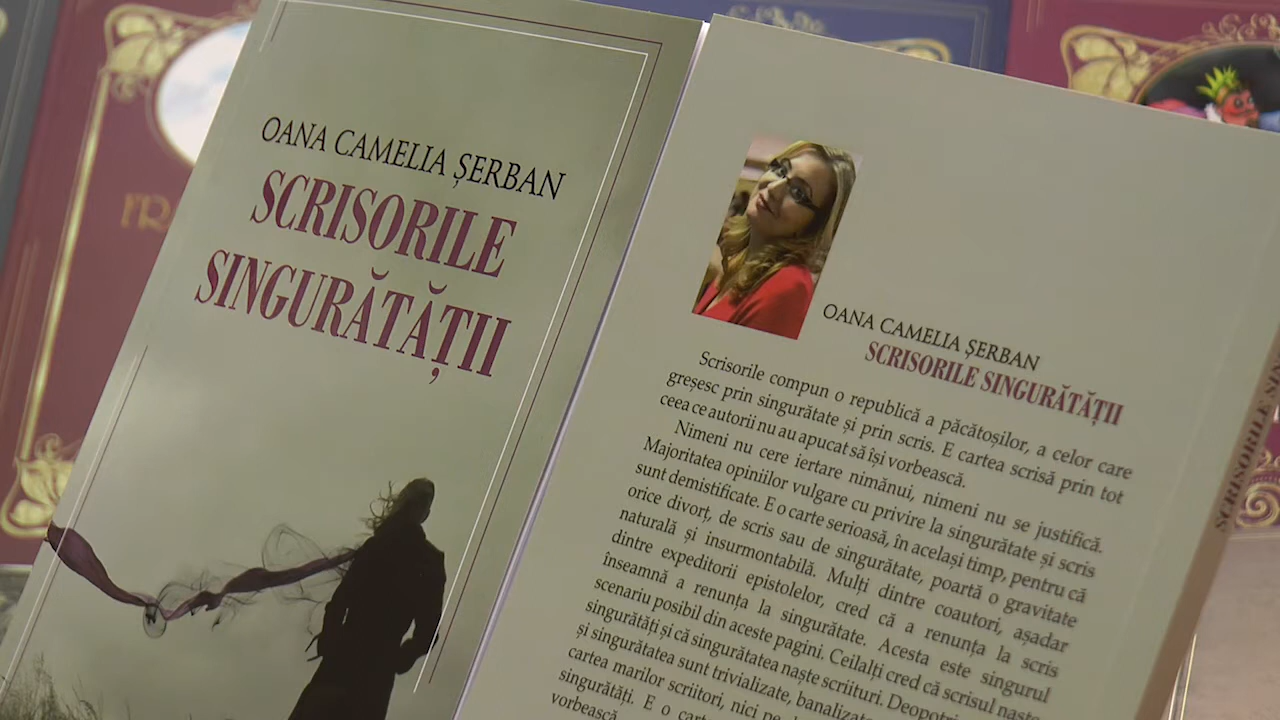 OANA CAMELIA ȘERBAN
SCRISORILE
SINGURĂTĂȚII
OANA CAMELIA ȘERBAN
SCRISORILE SINGURĂTĂȚII
Scrisorile compun o republică a păcătoșilor, a celor care
greșesc prin singurătate și prin scris. E cartea scrisă prin tot
ceea ce autorii nu au apucat să își vorbească.
Nimeni nu cere iertare nimănui, nimeni nu se justifică.
Majoritatea opiniilor vulgare cu privire la singurătate și scris
sunt demistificate. E o carte serioasă, în același timp, pentru că
orice divorț, de scris sau de singurătate, poartă o gravitate
naturală și insurmontabilă. Mulți dintre coautori, așadar
dintre expeditorii epistolelor, cred că a renunța la scris
înseamnă a renunța la singurătate. Acesta este singurul
scenariu posibil din aceste pagini. Ceilalți cred că scrisul naște
singurătăți și că singurătatea naște scriituri.
și singurătatea sunt trivializate,
cartea marilor scriitori, nici
singurătăți. E o
vorbească
SCRISORILE